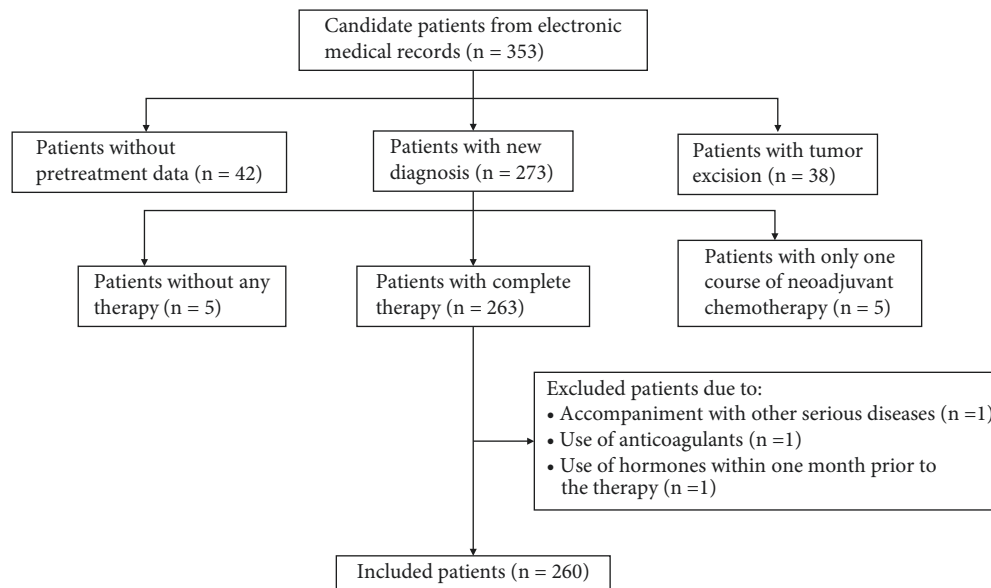 Candidate patients from electronic
medical records (n = 353)
Patients without
pretreatment data (n = 42)
Patients with new
diagnosis (n = 273)
Patients with tumor
excision (n = 38)
Patients without any
therapy (n = 5)
Patients with complete
therapy (n = 263)
Patients with only one
course of neoadjuvant
chemotherapy (n = 5)
Excluded patients due to:
• Accompaniment with other serious diseases (n =1)
• Use of anticoagulants (n =1)
• Use of hormones within one month prior to
the therapy (n =1)
Included patients (n = 260)